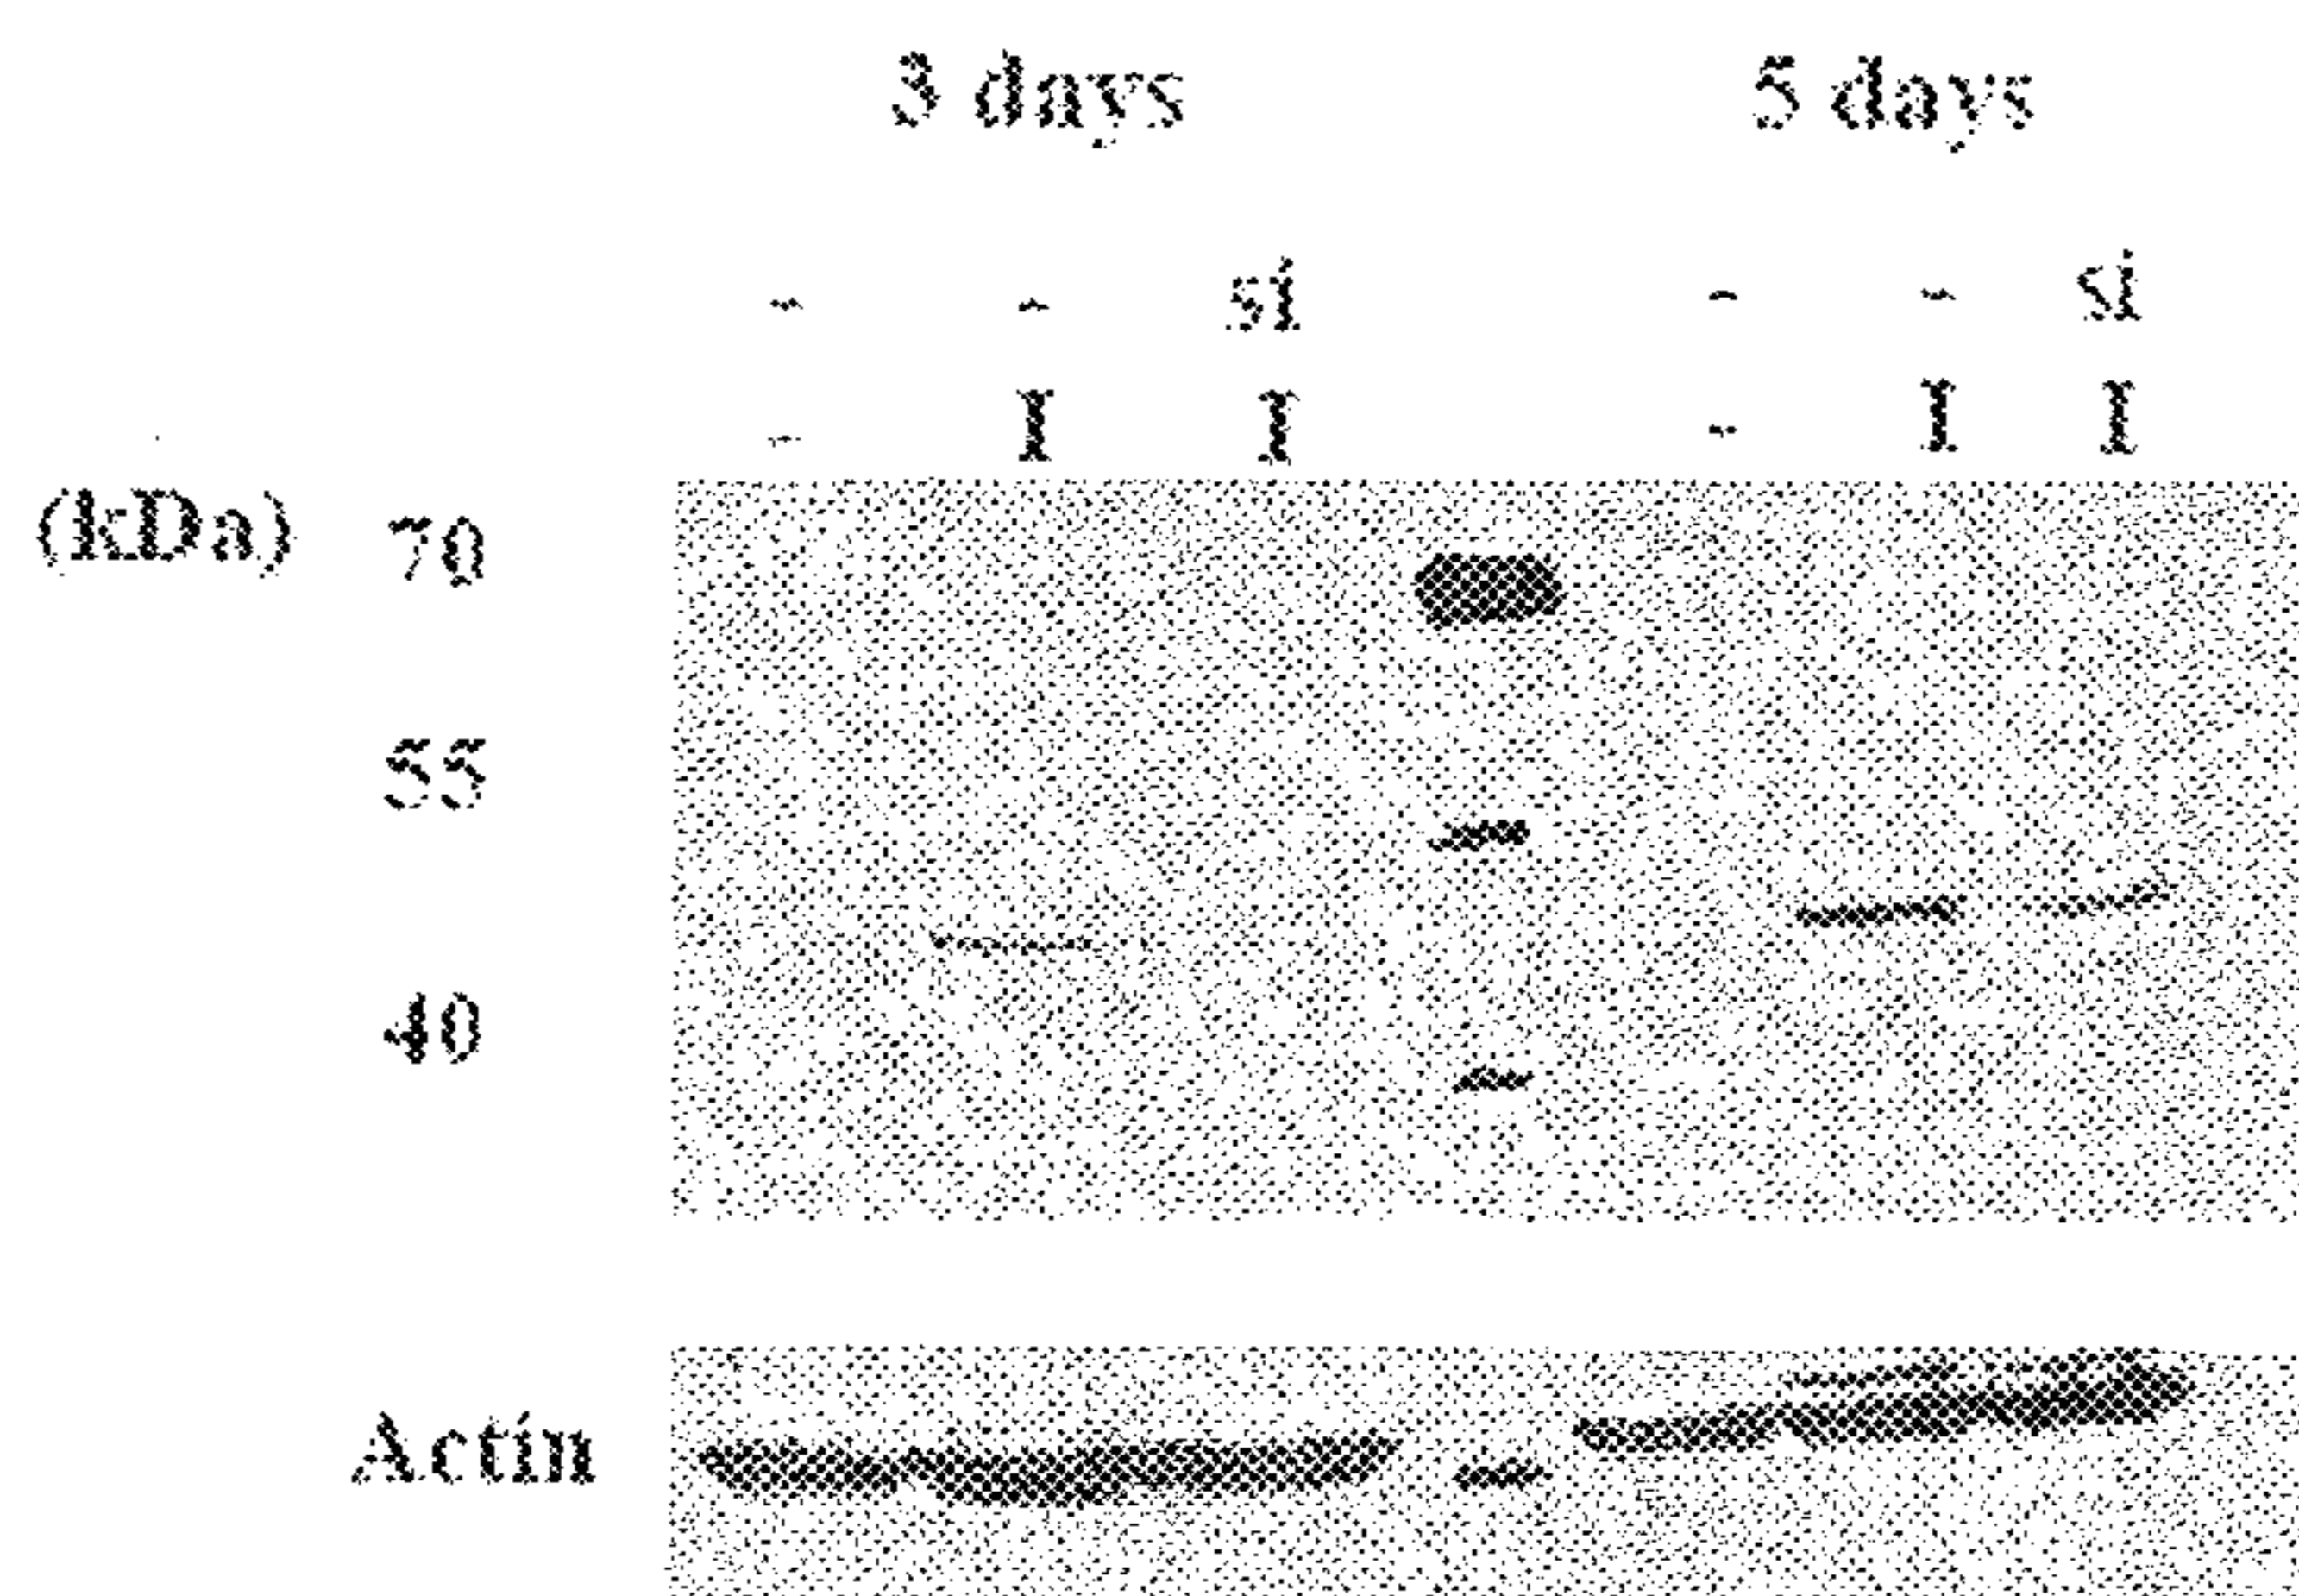 3 days 5 days
- - si - - si
- I I - I I
(kDa) 70
55
40
Actin